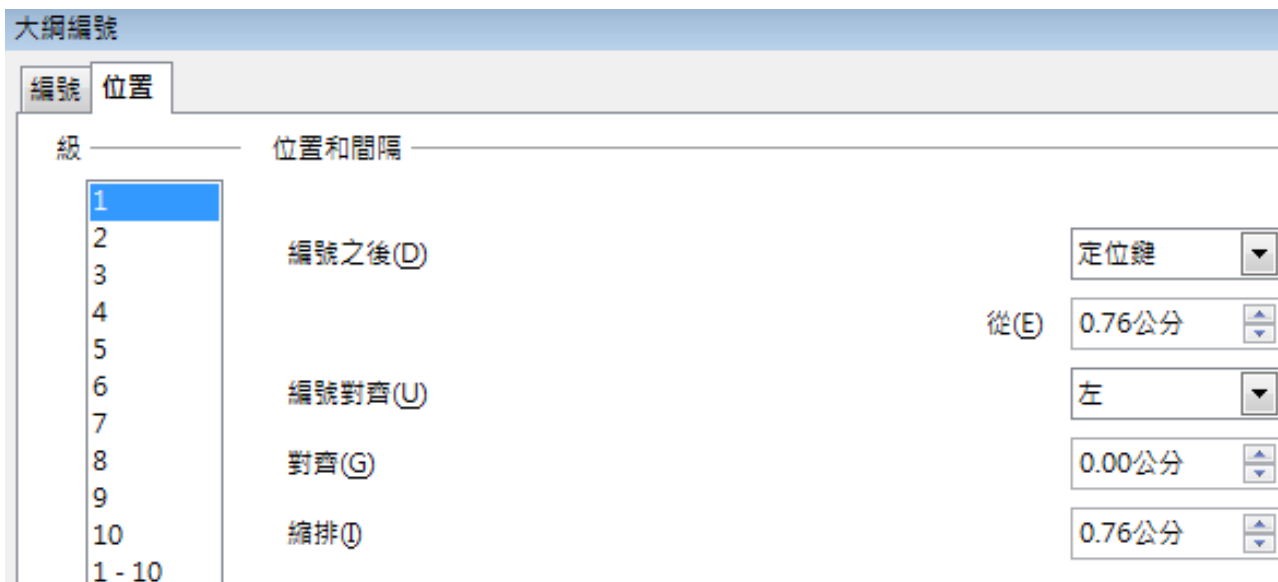 大綱編號
編號 位置
級 位置和間隔
1
2
編號之後(D) 定位鍵
3
4
從(E) 0.76公分
5
6
編號對齊(U) 左
7
8
對齊(G) 0.00公分
9
10
縮排(I) 0.76公分
1 - 10